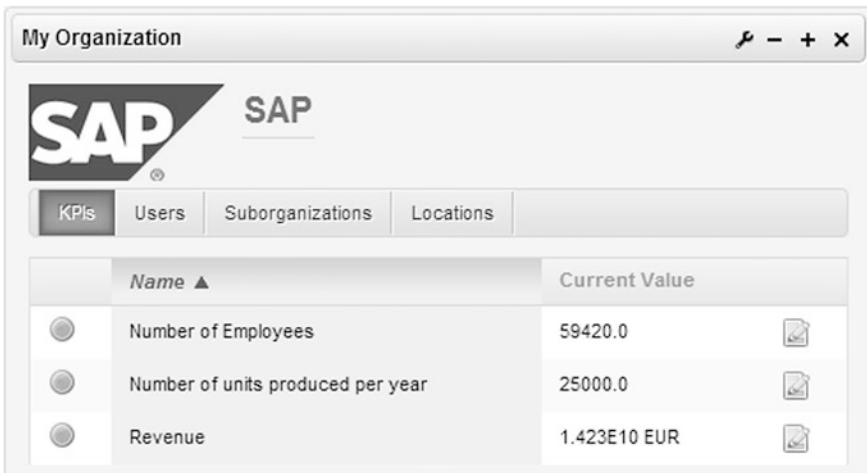 My Organization
SAP ® SAP
KPIs Users Suborganizations Locations
Name ▲ Current Value
Number of Employees 59420.0
Number of units produced per year 25000.0
Revenue 1.423E10 EUR